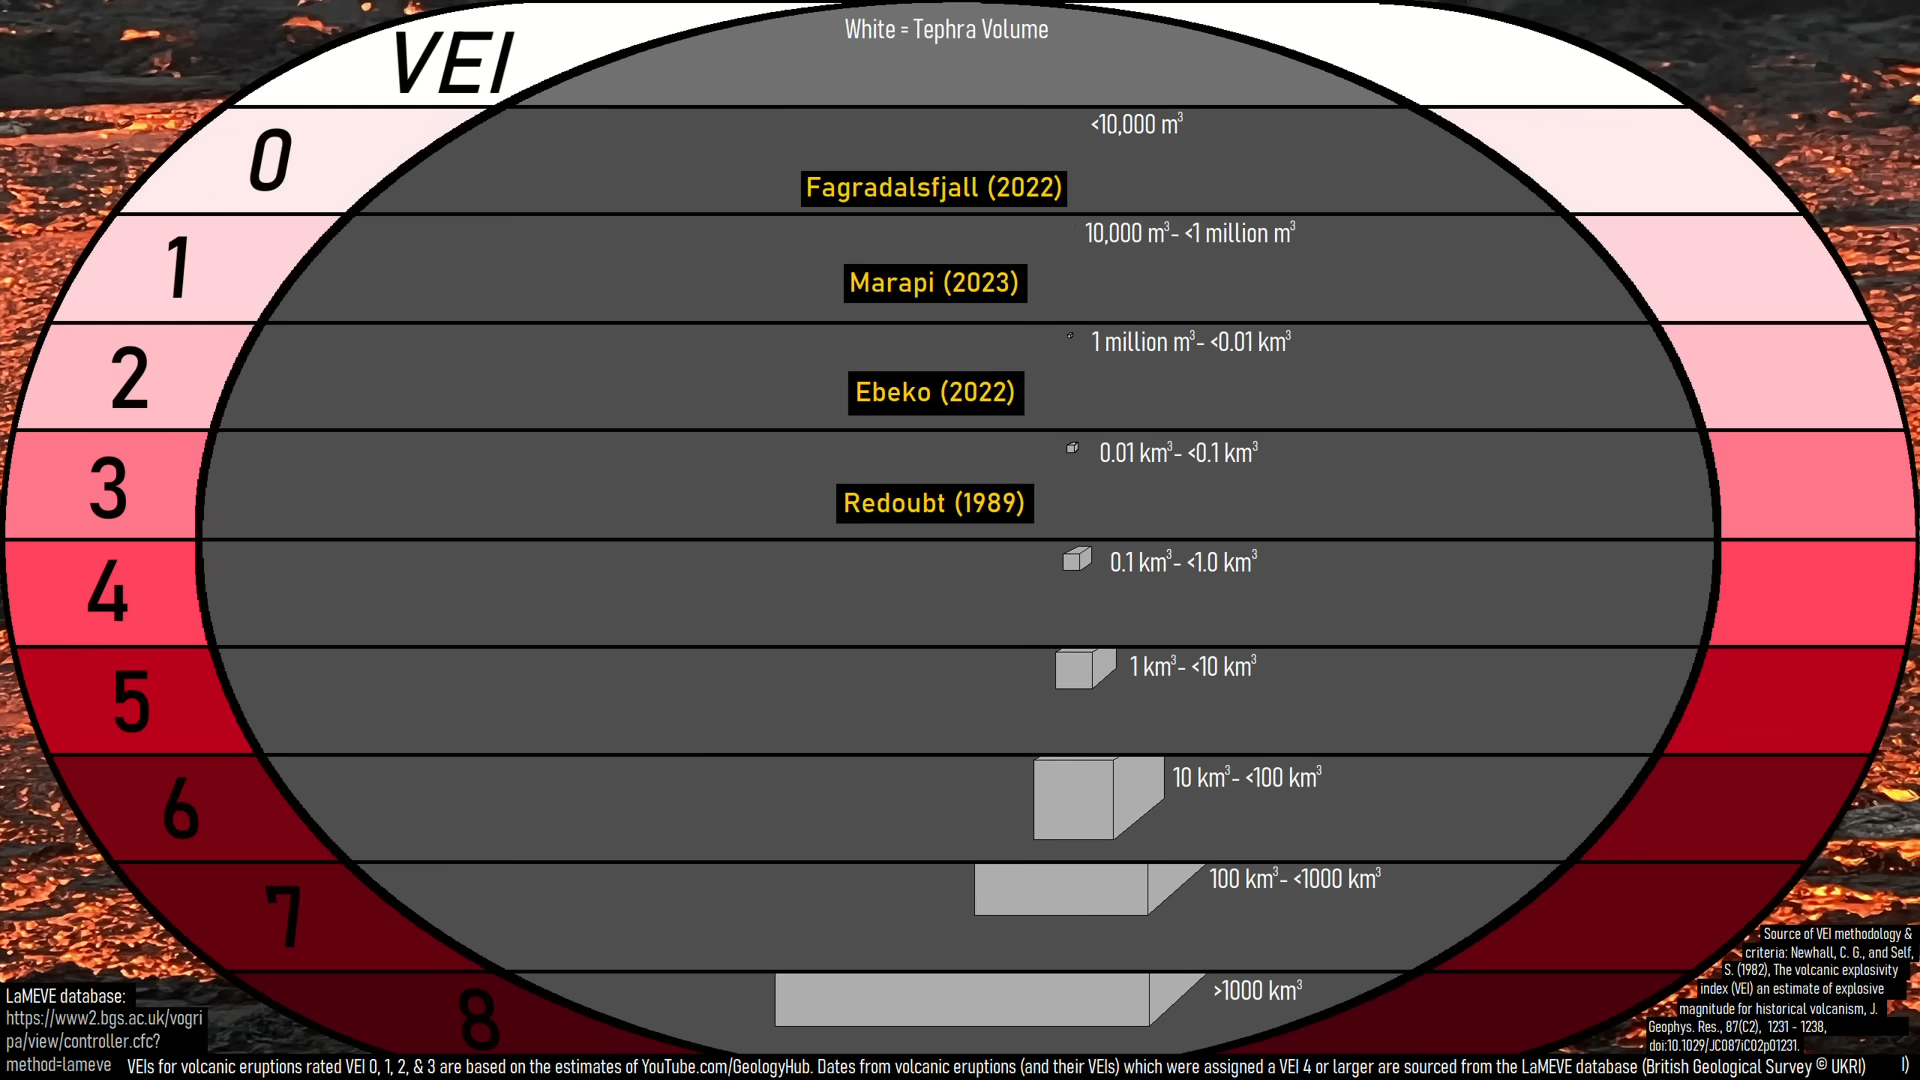 White = Tephra Volume
VEI
0
<10,000 m³
Fagradalsfjall (2022)
1
10,000 m³- <1 million m³
Marapi (2023)
2
1 million m³- <0.01 km³
Ebeko (2022)
3
0.01 km³- <0.1 km³
Redoubt (1989)
4
0.1 km³- <1.0 km³
5
1 km³- <10 km³
6
10 km³- <100 km³
7
100 km³- <1000 km³
8
>1000 km³
Source of VEI methodology &
criteria: Newhall, C. G., and Self,
S. (1982), The volcanic explosivity
index (VEI) an estimate of explosive
magnitude for historical volcanism, J.
Geophys. Res., 87(C2), 1231 - 1238,
doi:10.1029/JC087iC02p01231.
LaMEVE database:
https://www2.bgs.ac.uk/vogri
pa/view/controller.cfc?
method=lameve
VEIs for volcanic eruptions rated VEI 0, 1, 2, & 3 are based on the estimates of YouTube.com/GeologyHub. Dates from volcanic eruptions (and their VEIs) which were assigned a VEI 4 or larger are sourced from the LaMEVE database (British Geological Survey © UKRI)